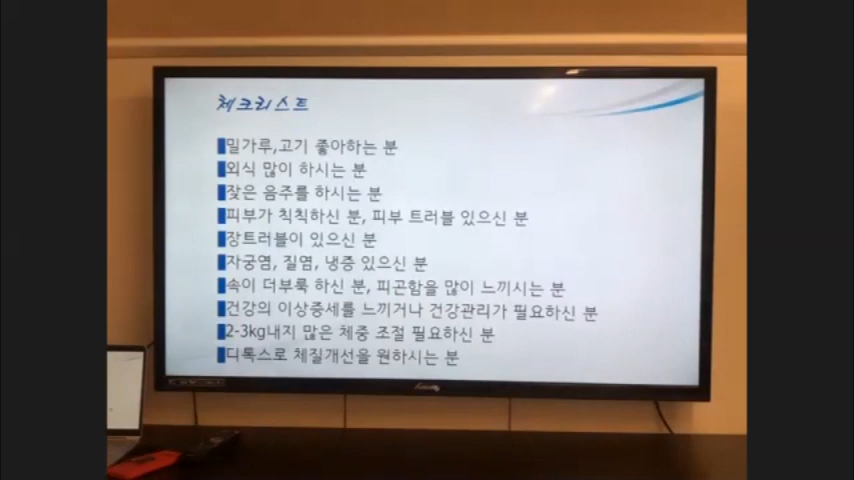 체크리스트
밀가루,고기 좋아하는 분
외식 많이 하시는 분
잦은 음주를 하시는 분
피부가 칙칙하신 분, 피부 트러블 있으신 분
장트러블이 있으신 분
자궁염, 질염, 냉증 있으신 분
속이 더부룩 하신 분, 피곤함을 많이 느끼시는 분
건강의 이상증세를 느끼거나 건강관리가 필요하신 분
2-3kg내지 많은 체중 조절 필요하신 분
디톡스로 체질개선을 원하시는 분